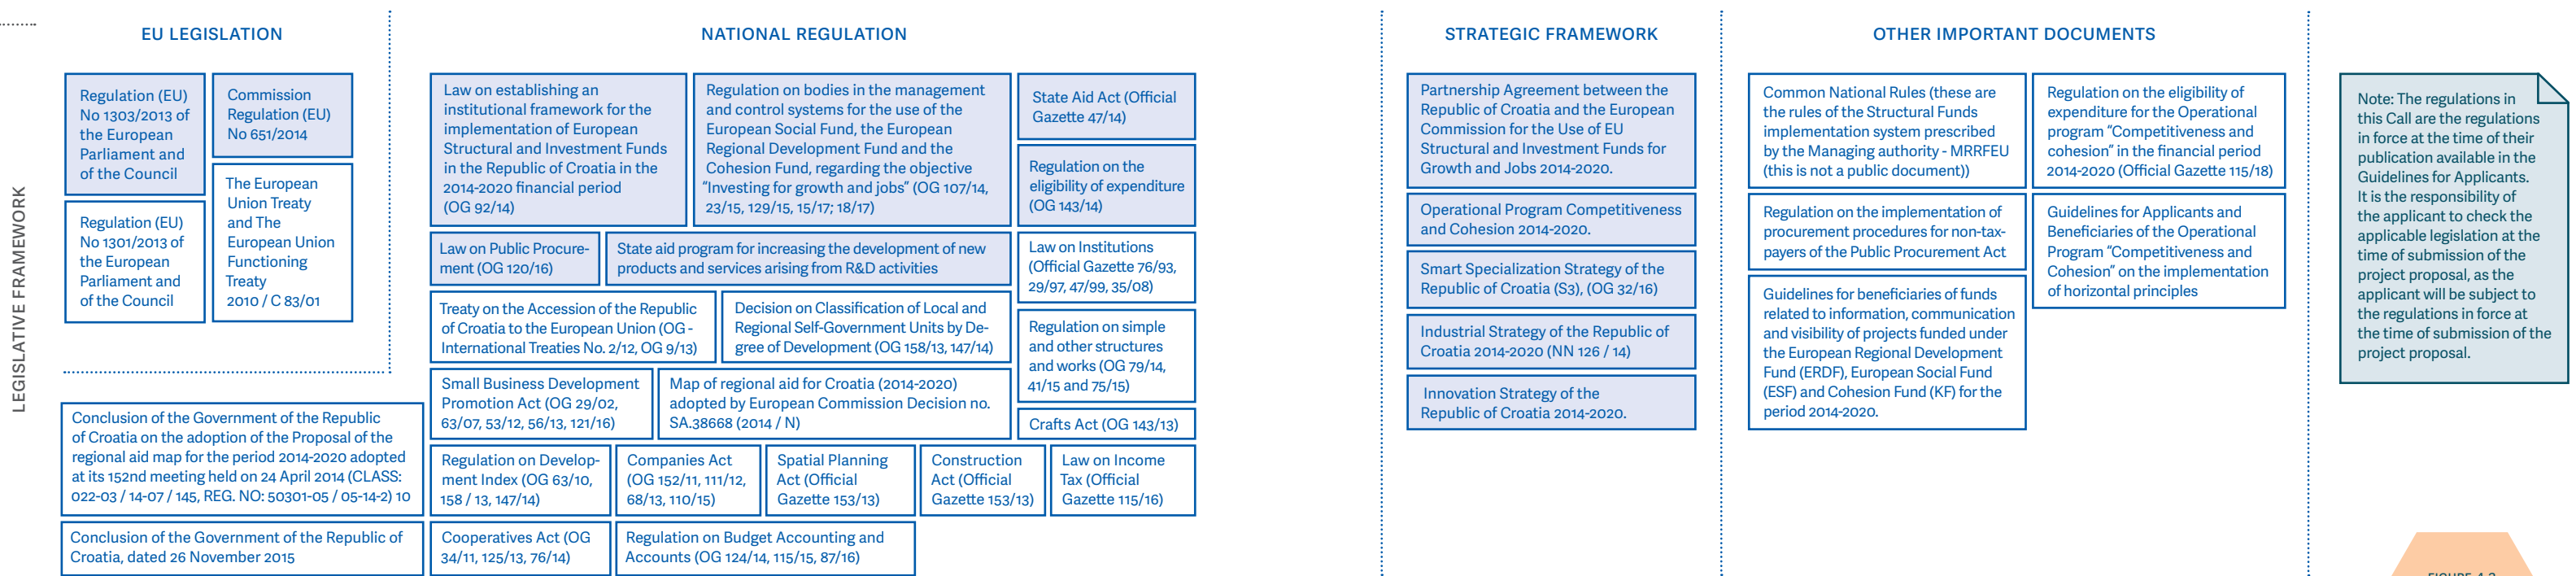 LEGISLATIVE FRAMEWORK
EU LEGISLATION
Regulation (EU)
No 1303/2013 of
the European
Parliament and
of the Council
Commission
Regulation (EU)
No 651/2014
Regulation (EU)
No 1301/2013 of
the European
Parliament and
of the Council
The European
Union Treaty
and The
European Union
Functioning
Treaty
2010 / C 83/01
Conclusion of the Government of the Republic
of Croatia on the adoption of the Proposal of the
regional aid map for the period 2014-2020 adopted
at its 152nd meeting held on 24 April 2014 (CLASS:
022-03 / 14-07 / 145, REG. NO: 50301-05 / 05-14-2) 10
Conclusion of the Government of the Republic of
Croatia, dated 26 November 2015
NATIONAL REGULATION
Law on establishing an
institutional framework for the
implementation of European
Structural and Investment Funds
in the Republic of Croatia in the
2014-2020 financial period
(OG 92/14)
Regulation on bodies in the management
and control systems for the use of the
European Social Fund, the European
Regional Development Fund and the
Cohesion Fund, regarding the objective
“Investing for growth and jobs” (OG 107/14,
23/15, 129/15, 15/17; 18/17)
State Aid Act (Official
Gazette 47/14)
Regulation on the
eligibility of expenditure
(OG 143/14)
Law on Public Procure-
ment (OG 120/16)
State aid program for increasing the development of new
products and services arising from R&D activities
Law on Institutions
(Official Gazette 76/93,
29/97, 47/99, 35/08)
Treaty on the Accession of the Republic
of Croatia to the European Union (OG -
International Treaties No. 2/12, OG 9/13)
Decision on Classification of Local and
Regional Self-Government Units by De-
gree of Development (OG 158/13, 147/14)
Regulation on simple
and other structures
and works (OG 79/14,
41/15 and 75/15)
Small Business Development
Promotion Act (OG 29/02,
63/07, 53/12, 56/13, 121/16)
Map of regional aid for Croatia (2014-2020)
adopted by European Commission Decision no.
SA.38668 (2014 / N)
Crafts Act (OG 143/13)
Regulation on Develop-
ment Index (OG 63/10,
158 / 13, 147/14)
Companies Act
(OG 152/11, 111/12,
68/13, 110/15)
Spatial Planning
Act (Official
Gazette 153/13)
Construction
Act (Official
Gazette 153/13)
Law on Income
Tax (Official
Gazette 115/16)
Cooperatives Act (OG
34/11, 125/13, 76/14)
Regulation on Budget Accounting and
Accounts (OG 124/14, 115/15, 87/16)
STRATEGIC FRAMEWORK
Partnership Agreement between the
Republic of Croatia and the European
Commission for the Use of EU
Structural and Investment Funds for
Growth and Jobs 2014-2020.
Operational Program Competitiveness
and Cohesion 2014-2020.
Smart Specialization Strategy of the
Republic of Croatia (S3), (OG 32/16)
Industrial Strategy of the Republic of
Croatia 2014-2020 (NN 126 / 14)
Innovation Strategy of the
Republic of Croatia 2014-2020.
OTHER IMPORTANT DOCUMENTS
Common National Rules (these are
the rules of the Structural Funds
implementation system prescribed
by the Managing authority - MRRFEU
(this is not a public document))
Regulation on the eligibility of
expenditure for the Operational
program “Competitiveness and
cohesion” in the financial period
2014-2020 (Official Gazette 115/18)
Regulation on the implementation of
procurement procedures for non-tax-
payers of the Public Procurement Act
Guidelines for Applicants and
Beneficiaries of the Operational
Program “Competitiveness and
Cohesion” on the implementation
of horizontal principles
Guidelines for beneficiaries of funds
related to information, communication
and visibility of projects funded under
the European Regional Development
Fund (ERDF), European Social Fund
(ESF) and Cohesion Fund (KF) for the
period 2014-2020.
Note: The regulations in
this Call are the regulations
in force at the time of their
publication available in the
Guidelines for Applicants.
It is the responsibility of
the applicant to check the
applicable legislation at the
time of submission of the
project proposal, as the
applicant will be subject to
the regulations in force at
the time of submission of the
project proposal.